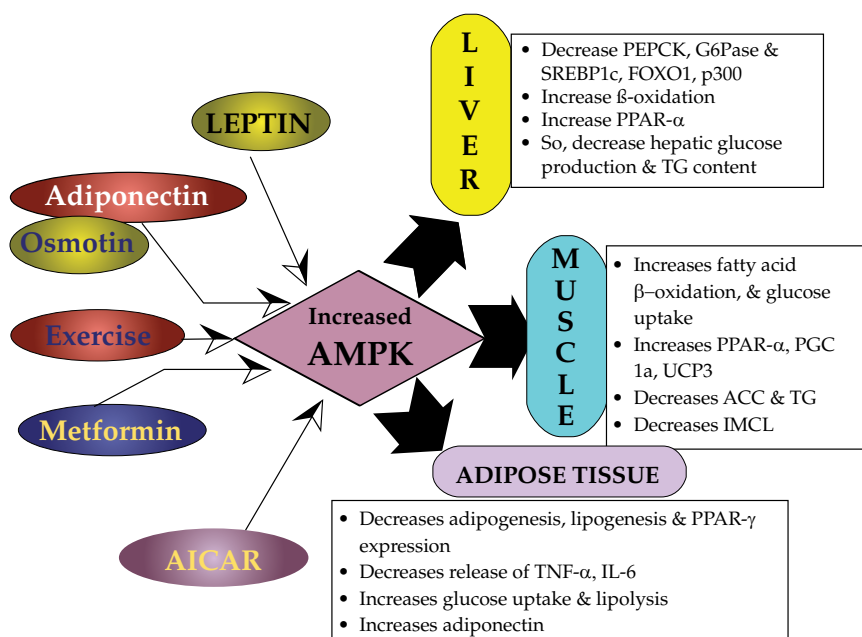 LEPTIN
Adiponectin
Osmotin
Exercise
Metformin
AICAR
Increased
AMPK
LIVER
• Decrease PEPCK, G6Pase &
SREBP1c, FOXO1, p300
• Increase ß-oxidation
• Increase PPAR-α
• So, decrease hepatic glucose
production & TG content
MUSCLE
• Increases fatty acid
β–oxidation, & glucose
uptake
• Increases PPAR-α, PGC
1a, UCP3
• Decreases ACC & TG
• Decreases IMCL
ADIPOSE TISSUE
• Decreases adipogenesis, lipogenesis & PPAR-γ
expression
• Decreases release of TNF-α, IL-6
• Increases glucose uptake & lipolysis
• Increases adiponectin